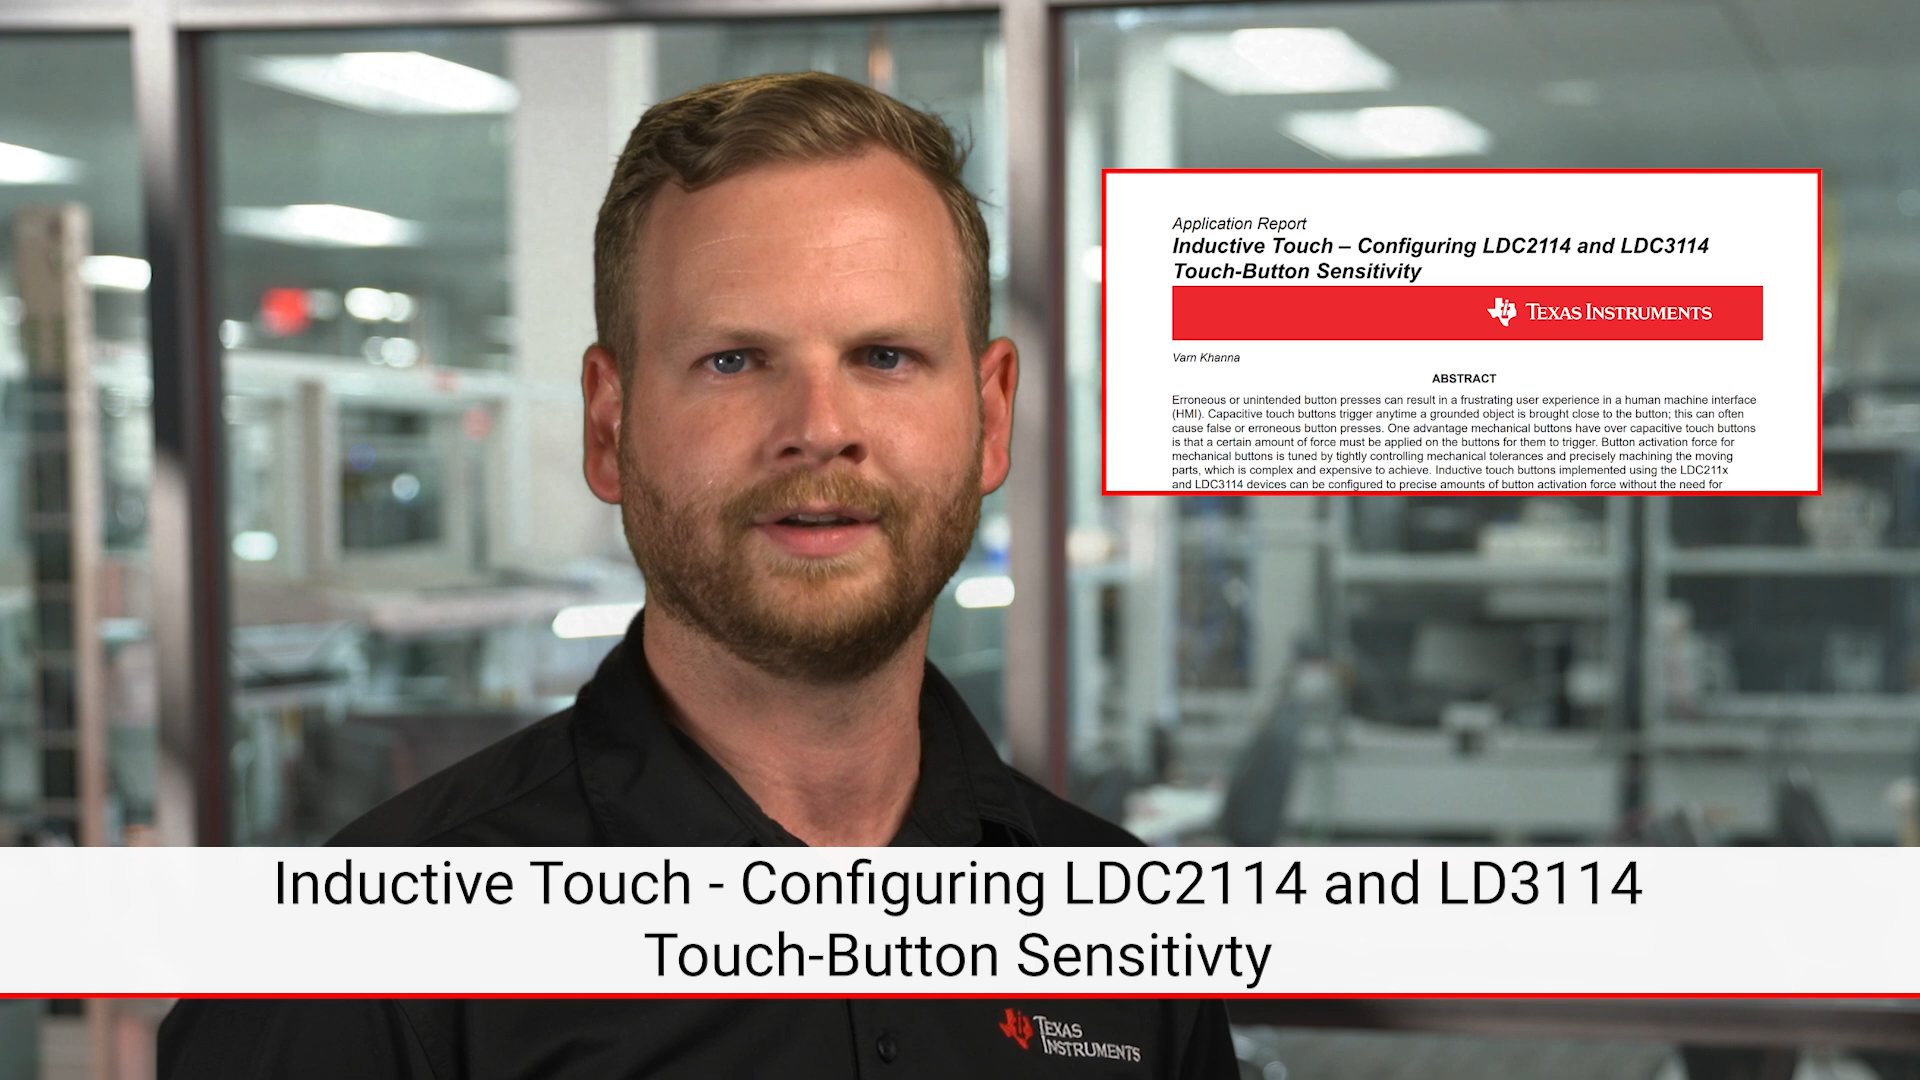 Application Report
Inductive Touch – Configuring LDC2114 and LDC3114
Touch-Button Sensitivity
TEXAS INSTRUMENTS
Varn Khanna
ABSTRACT
Erroneous or unintended button presses can result in a frustrating user experience in a human machine interface
(HMI). Capacitive touch buttons trigger anytime a grounded object is brought close to the button; this can often
cause false or erroneous button presses. One advantage mechanical buttons have over capacitive touch buttons
is that a certain amount of force must be applied on the buttons for them to trigger. Button activation force for
mechanical buttons is tuned by tightly controlling mechanical tolerances and precisely machining the moving
parts, which is complex and expensive to achieve. Inductive touch buttons implemented using the LDC211x
and LDC3114 devices can be configured to precise amounts of button activation force without the need for
Inductive Touch - Configuring LDC2114 and LD3114
Touch-Button Sensitivty
TEXAS
INSTRUMENTS